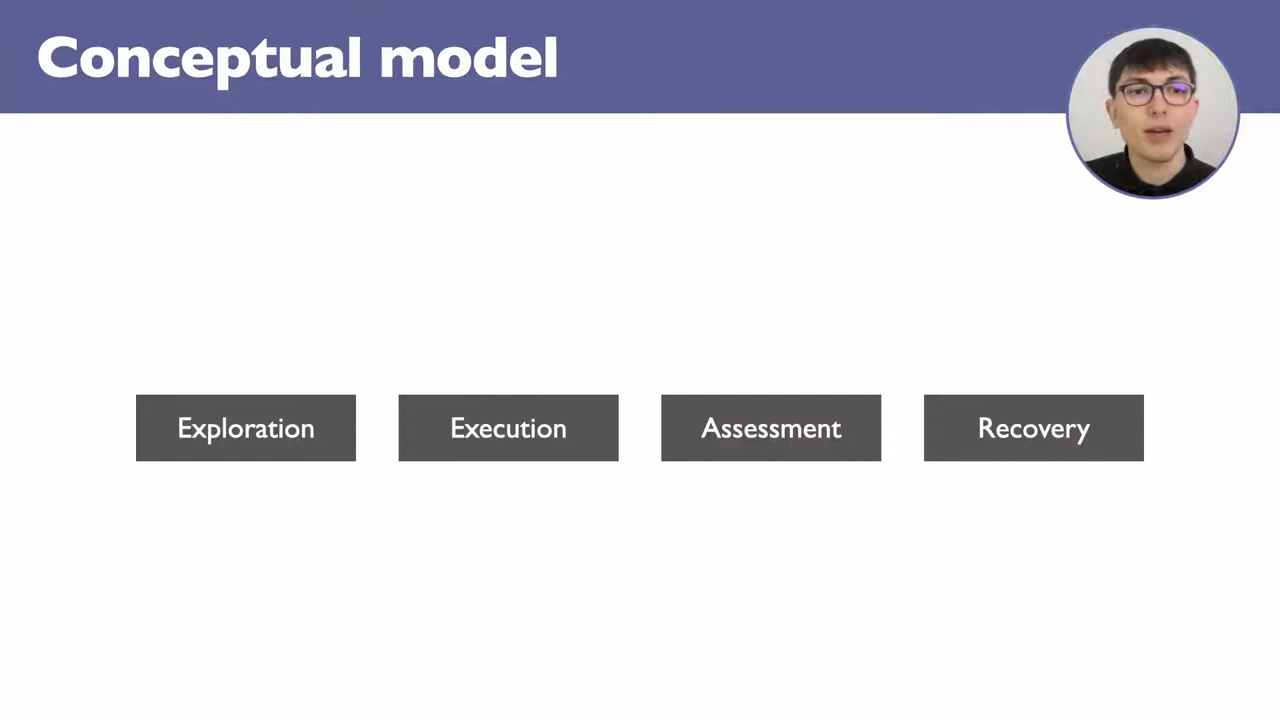 Conceptual model
Exploration
Execution
Assessment
Recovery